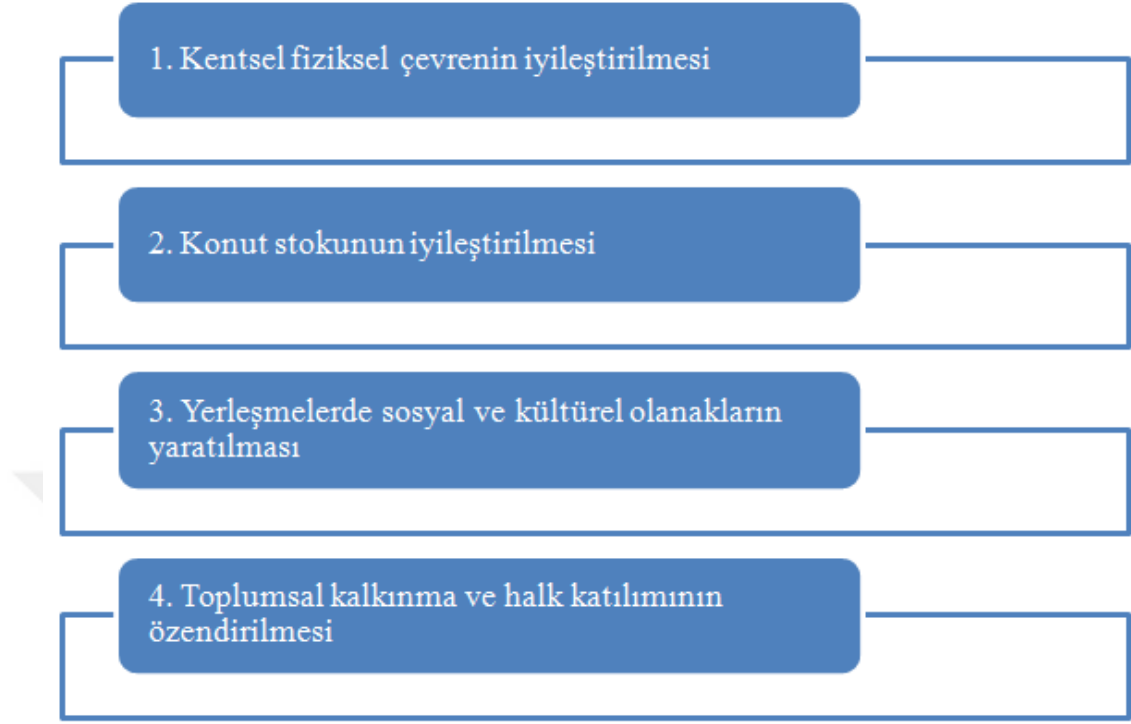 1. Kentsel fiziksel çevrenin iyileştirilmesi
2. Konut stokunun iyileştirilmesi
3. Yerleşmelerde sosyal ve kültürel olanakların
yaratılması
4. Toplumsal kalkınma ve halk katılımının
özendirilmesi